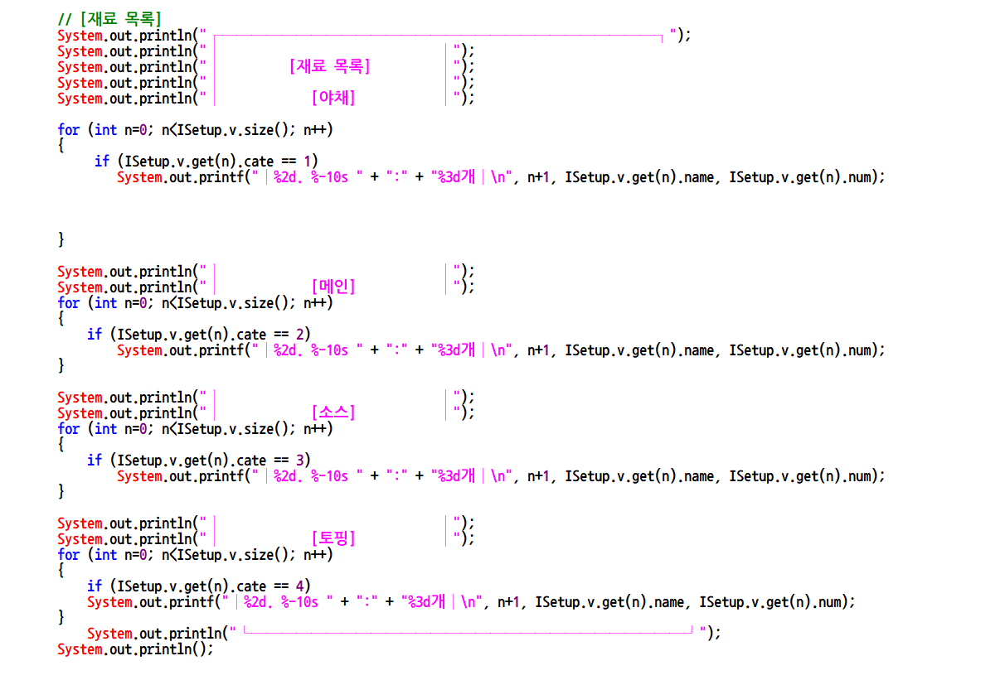 // [재료 목록]
System.out.println(" ┌──────────────────────────────┐ ");
System.out.println(" │                              │ ");
System.out.println(" │          [재료 목록]          │ ");
System.out.println(" │                              │ ");
System.out.println(" │             [야채]            │ ");
for (int n=0; n<ISetup.v.size(); n++)
{
if (ISetup.v.get(n).cate == 1)
System.out.printf(" │%2d. %-10s " + ":" + "%3d개│\n", n+1, ISetup.v.get(n).name, ISetup.v.get(n).num);
}
System.out.println(" │                              │ ");
System.out.println(" │             [메인]            │ ");
for (int n=0; n<ISetup.v.size(); n++)
{
if (ISetup.v.get(n).cate == 2)
System.out.printf(" │%2d. %-10s " + ":" + "%3d개│\n", n+1, ISetup.v.get(n).name, ISetup.v.get(n).num);
}
System.out.println(" │                              │ ");
System.out.println(" │             [소스]            │ ");
for (int n=0; n<ISetup.v.size(); n++)
{
if (ISetup.v.get(n).cate == 3)
System.out.printf(" │%2d. %-10s " + ":" + "%3d개│\n", n+1, ISetup.v.get(n).name, ISetup.v.get(n).num);
}
System.out.println(" │                              │ ");
System.out.println(" │             [토핑]            │ ");
for (int n=0; n<ISetup.v.size(); n++)
{
if (ISetup.v.get(n).cate == 4)
System.out.printf(" │%2d. %-10s " + ":" + "%3d개│\n", n+1, ISetup.v.get(n).name, ISetup.v.get(n).num);
}
System.out.println(" └──────────────────────────────┘ ");
System.out.println();